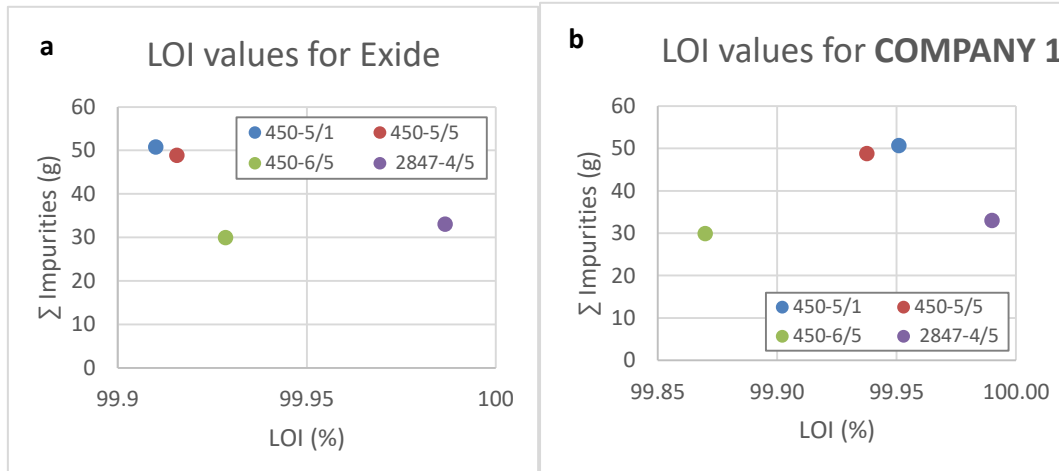 a
LOI values for Exide
∑ Impurities (g)
60
50
40
30
20
10
0
450-5/1 450-5/5
450-6/5 2847-4/5
99.9 99.95 100
LOI (%)
b
LOI values for COMPANY 1
∑ Impurities (g)
60
50
40
30
20
10
0
450-5/1 450-5/5
450-6/5 2847-4/5
99.85 99.90 99.95 100.00
LOI (%)